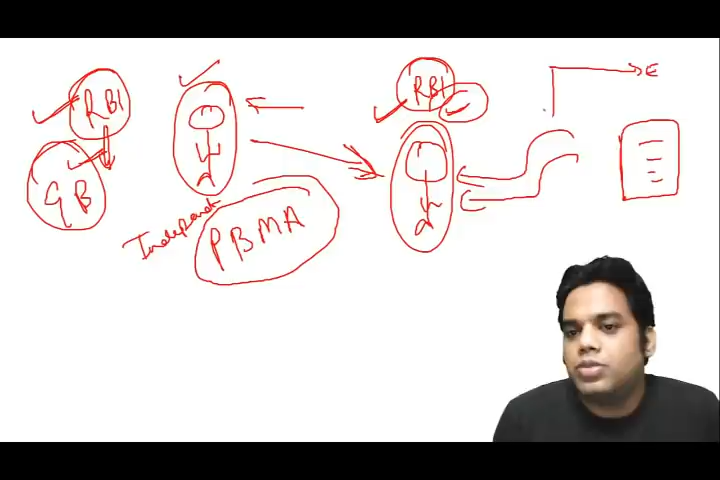 RBI
RBI
GB
Independent
PBMA
E